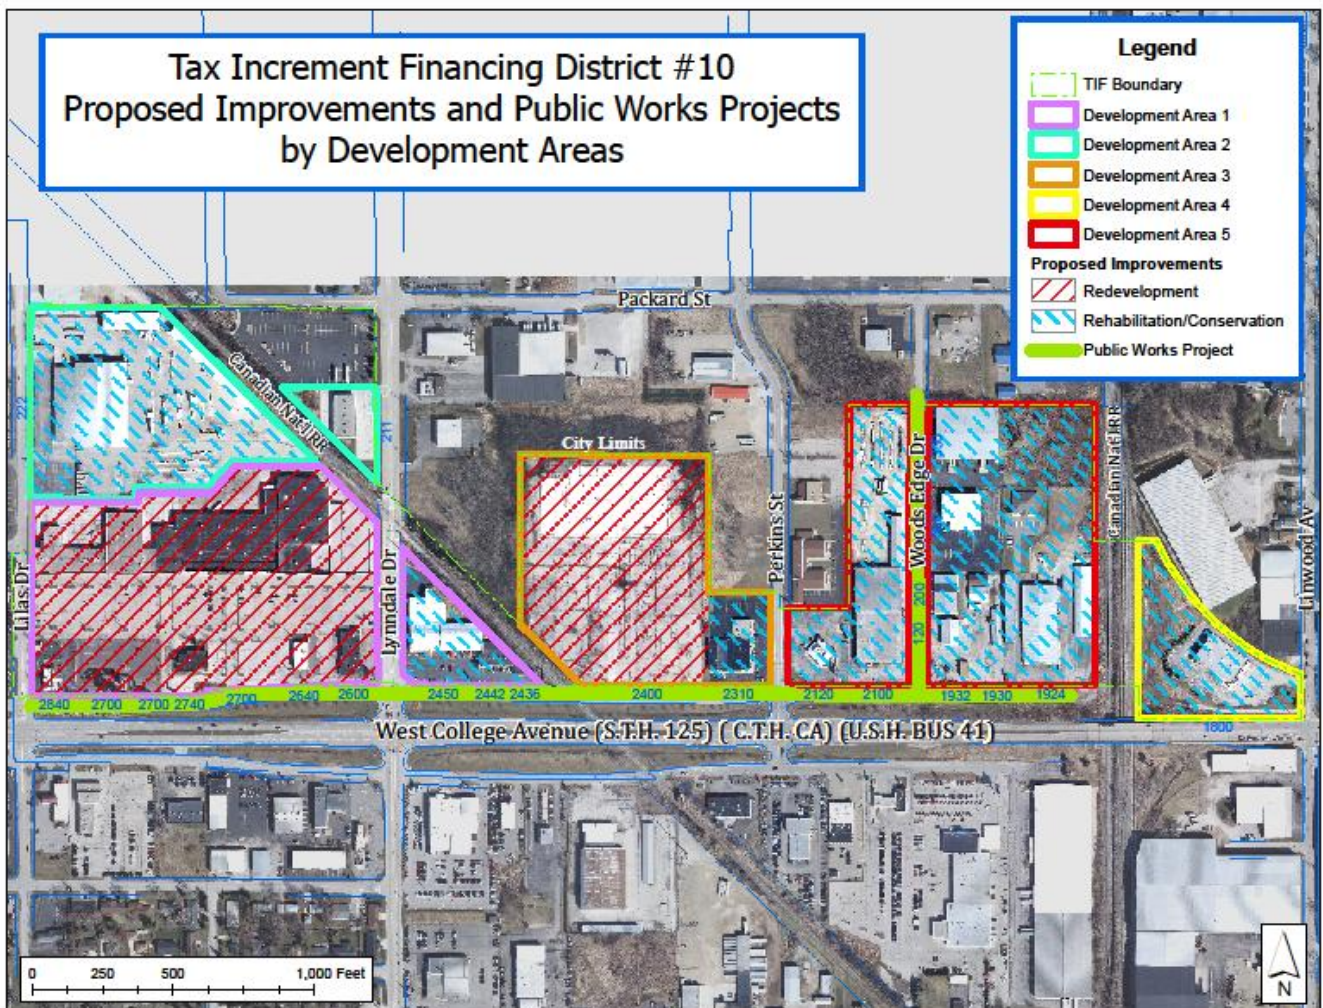 Tax Increment Financing District #10
Proposed Improvements and Public Works Projects
by Development Areas
Legend
TIF Boundary
Development Area 1
Development Area 2
Development Area 3
Development Area 4
Development Area 5
Proposed Improvements
Redevelopment
Rehabilitation/Conservation
Public Works Project
Packard St
Canadian Nat'l RR
222
211
City Limits
Lilas Dr
Lynndale Dr
Perkins St
Woods Edge Dr
120 200
Canadian Nat'l RR
Linwood Av
2840 2700 2700 2740 2700 2640 2600 2450 2442 2436 2400 2310 2120 2100 1932 1930 1924
1800
West College Avenue (S.T.H. 125) ( C.T.H. CA) (U.S.H. BUS 41)
0 250 500 1,000 Feet
N